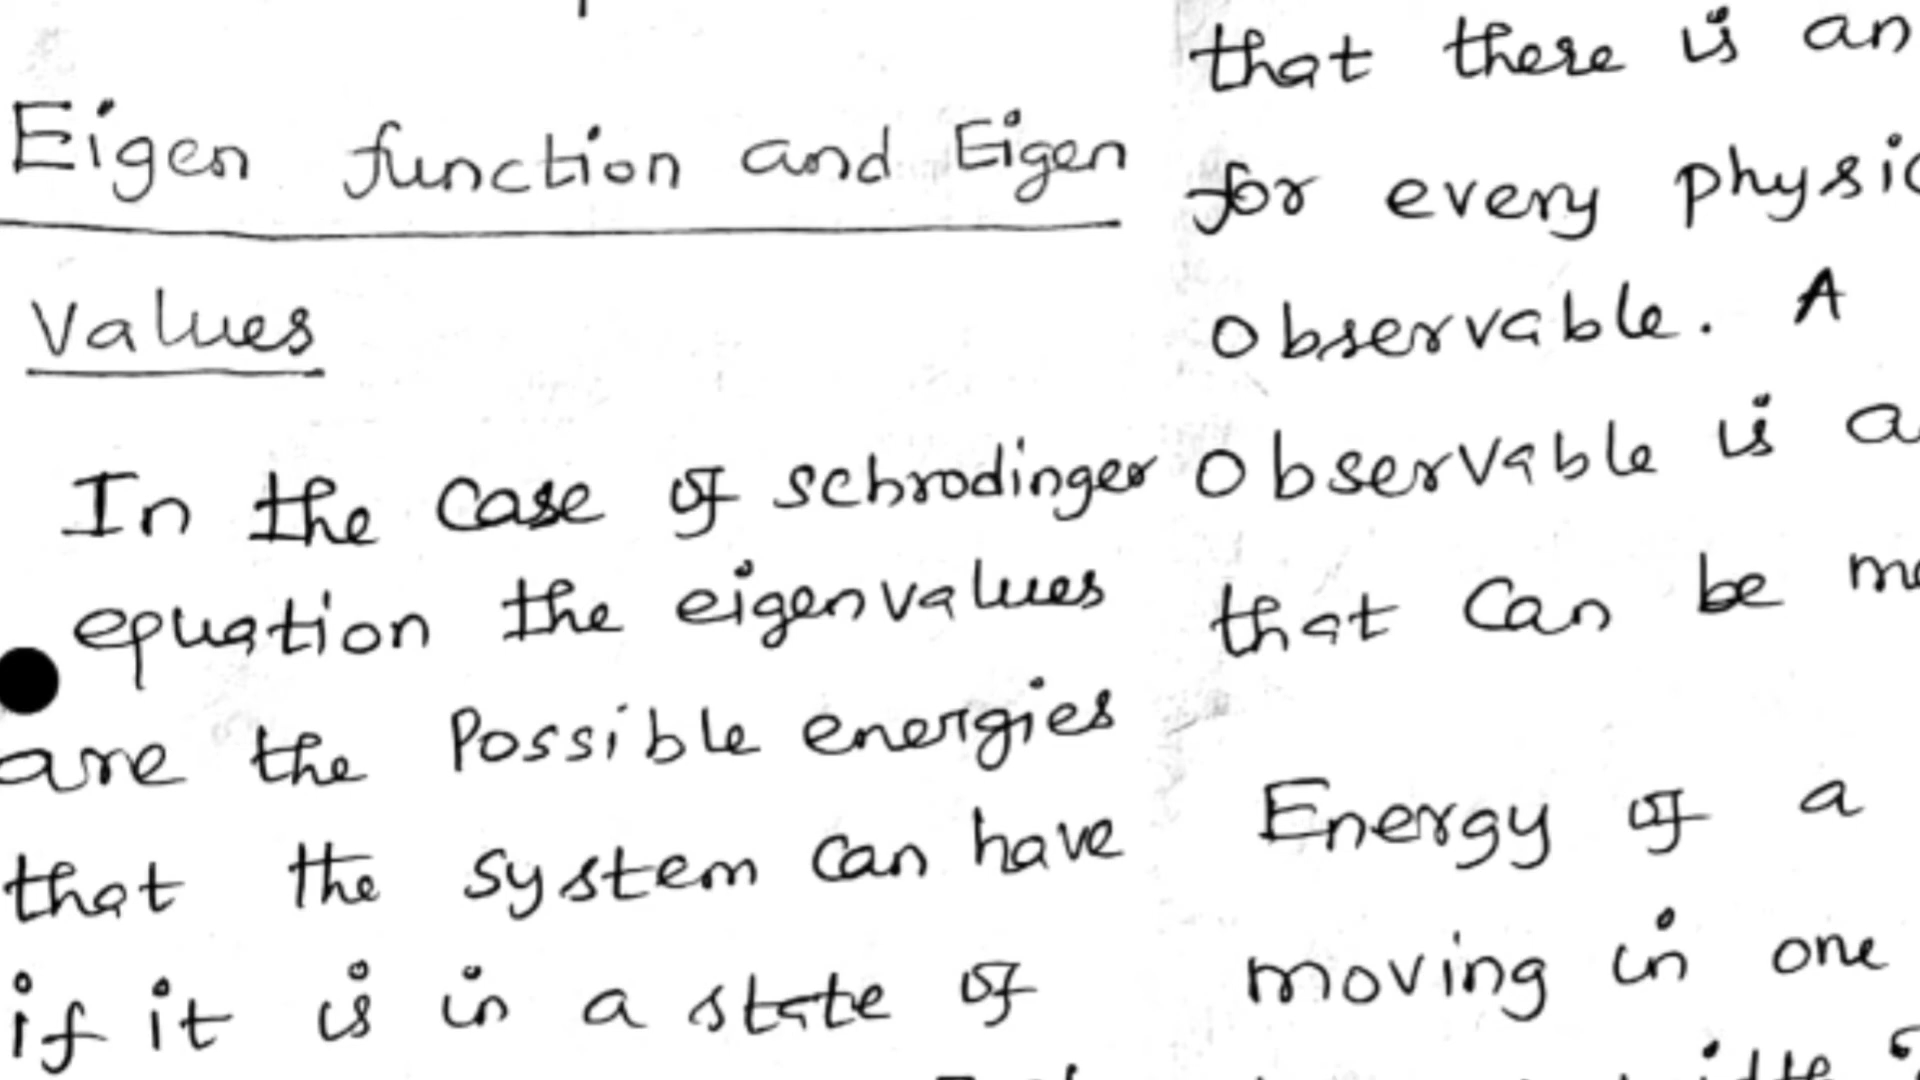 Eigen function and Eigen
Values
In the case of schrodinger
equation the eigenvalues
are the Possible energies
that the system can have
if it is in a state of
that there is an
for every physic
Observable. A
Observable is a
that can be me
Energy of a
moving in one